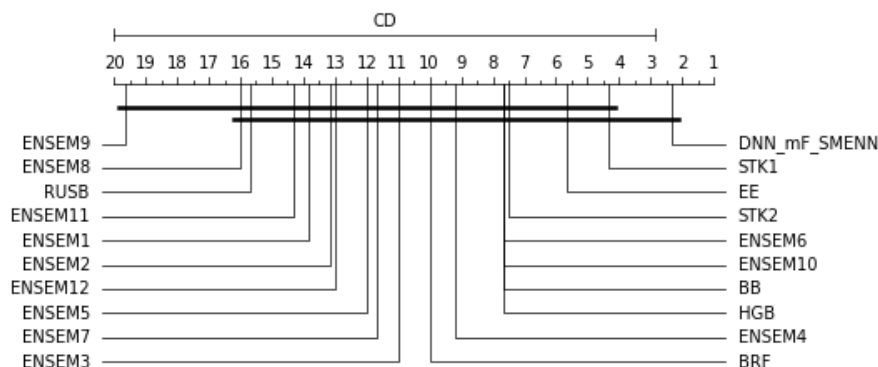 CD
20 19 18 17 16 15 14 13 12 11 10 9 8 7 6 5 4 3 2 1
ENSEM9 DNN_mF_SMENN
ENSEM8 STK1
RUSB EE
ENSEM11 STK2
ENSEM1 ENSEM6
ENSEM2 ENSEM10
ENSEM12 BB
ENSEM5 HGB
ENSEM7 ENSEM4
ENSEM3 BRF